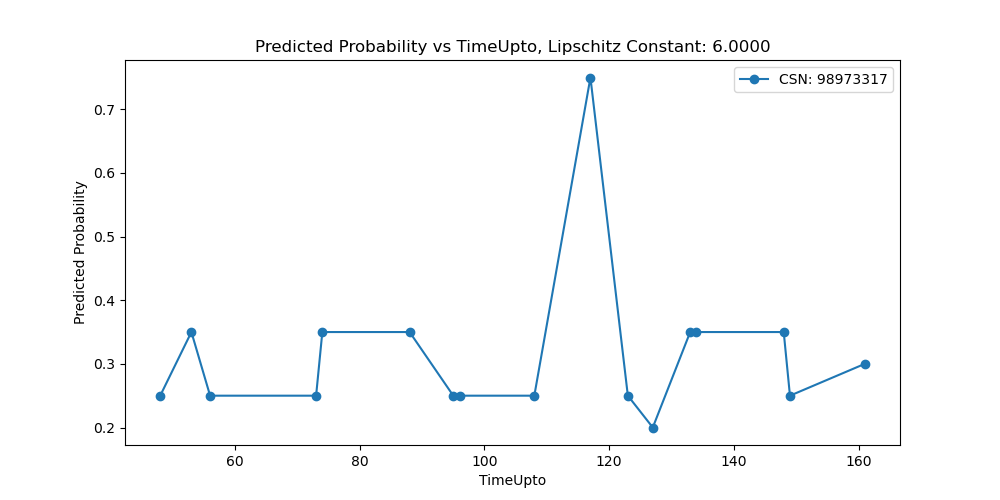 Predicted Probability vs TimeUpto, Lipschitz Constant: 6.0000
CSN: 98973317
Predicted Probability
0.7
0.6
0.5
0.4
0.3
0.2
60 80 100 120 140 160
TimeUpto